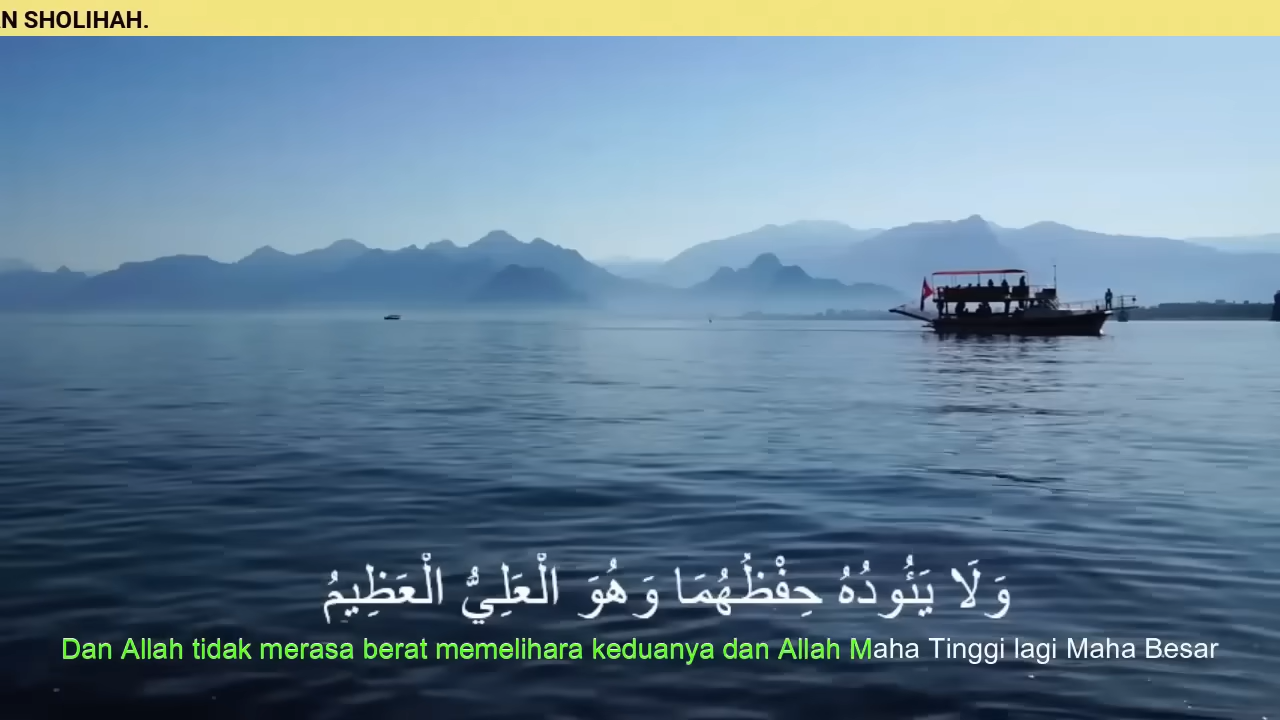 AN SHOLIHAH.
وَلَا يَئُودُهُ حِفْظُهُمَا وَهُوَ الْعَلِيُّ الْعَظِيمُ
Dan Allah tidak merasa berat memelihara keduanya dan Allah Maha Tinggi lagi Maha Besar